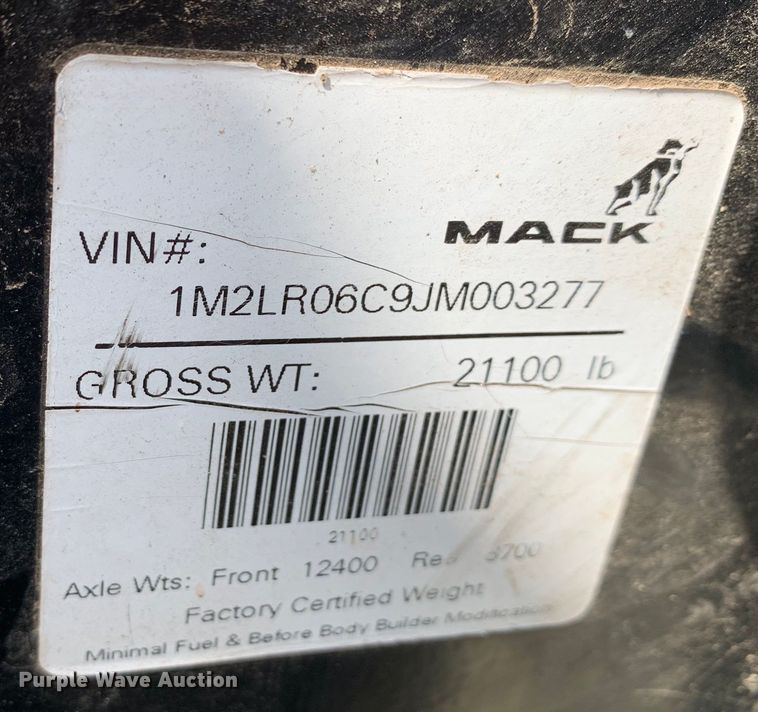 MACK
VIN#:
1M2LR06C9JM003277
GROSS WT: 21100 lb
21100
Axle Wts: Front 12400 8700
Factory Certified Weight
Minimal Fuel & Before Body Builder Modification
Purple Wave Auction